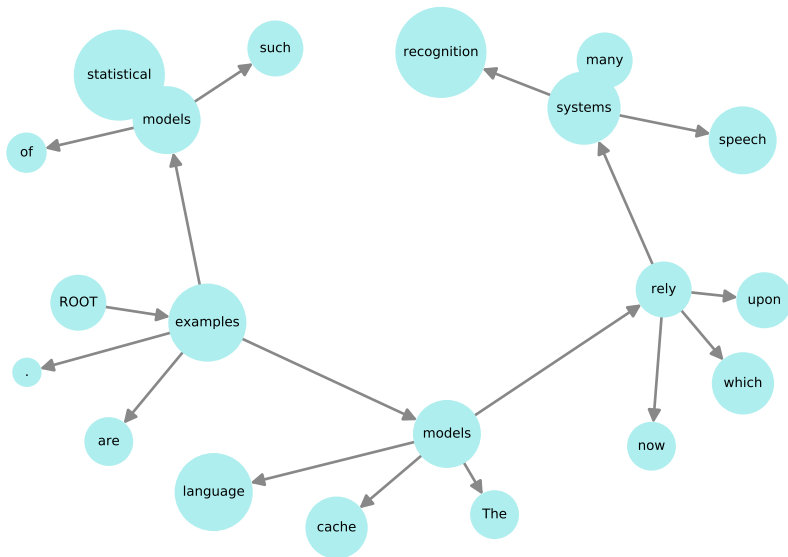 such
statistical
recognition
many
systems
models
speech
of
rely
upon
ROOT
examples
.
which
are
models
now
language
The
cache